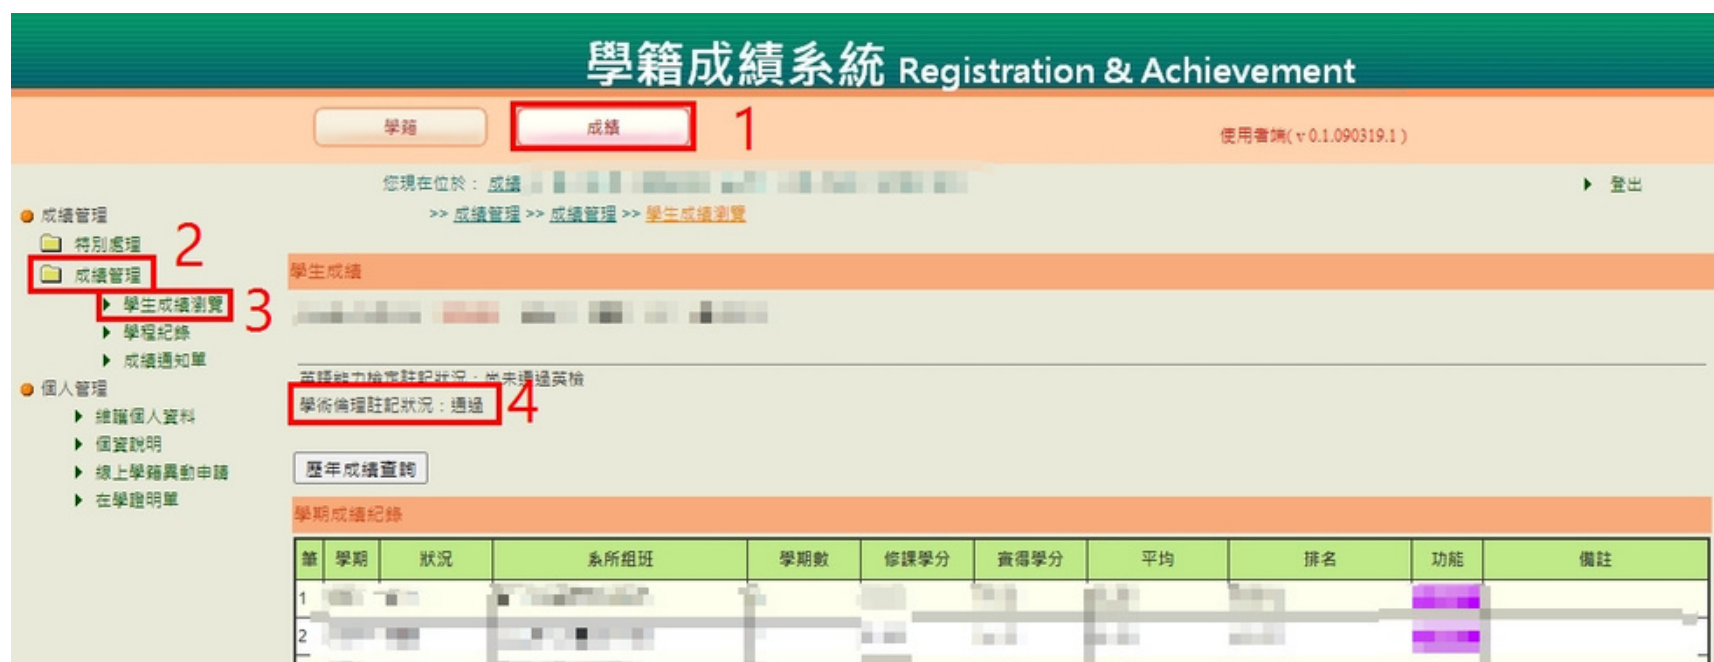 學籍成績系統 Registration & Achievement
學籍 成績 1
使用者端( v 0.1.090319.1 )
您現在位於： 成績
登出
>> 成績管理 >> 成績管理 >> 學生成績瀏覽
成績管理
特別處理 2
成績管理
學生成績瀏覽 3
學程紀錄
成績通知單
個人管理
維護個人資料
個資說明
線上學籍異動申請
在學證明單
學生成績
英語能力檢定註記狀況：尚未通過英檢
學術倫理註記狀況：通過 4
歷年成績查詢
學期成績紀錄
筆 學期 狀況 系所組班 學期數 修課學分 實得學分 平均 排名 功能 備註
1
2